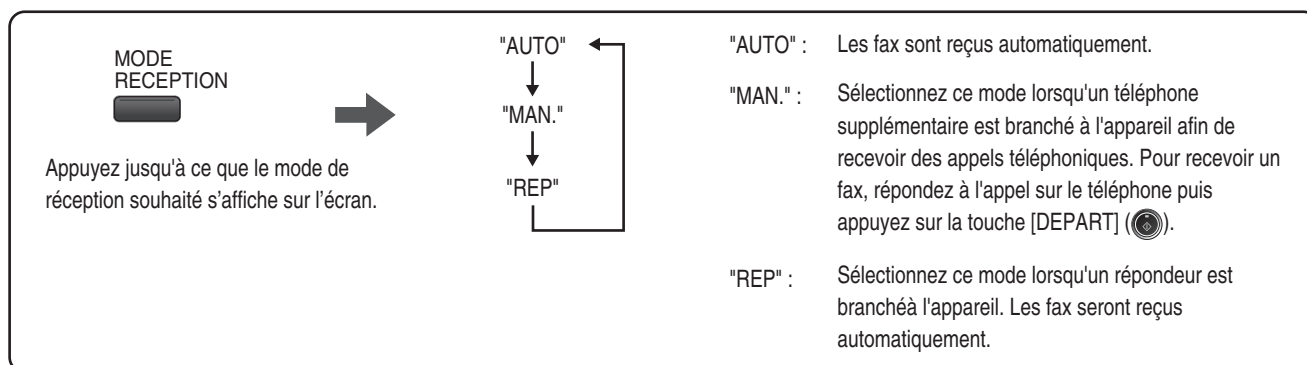 MODE
RECEPTION
Appuyez jusqu'à ce que le mode de
réception souhaité s’affiche sur l’écran.
"AUTO"
"MAN."
"REP"
"AUTO" : Les fax sont reçus automatiquement.
"MAN." : Sélectionnez ce mode lorsqu'un téléphone
supplémentaire est branché à l'appareil afin de
recevoir des appels téléphoniques. Pour recevoir un
fax, répondez à l'appel sur le téléphone puis
appuyez sur la touche [DEPART] ( ).
"REP" : Sélectionnez ce mode lorsqu'un répondeur est
branchéà l'appareil. Les fax seront reçus
automatiquement.